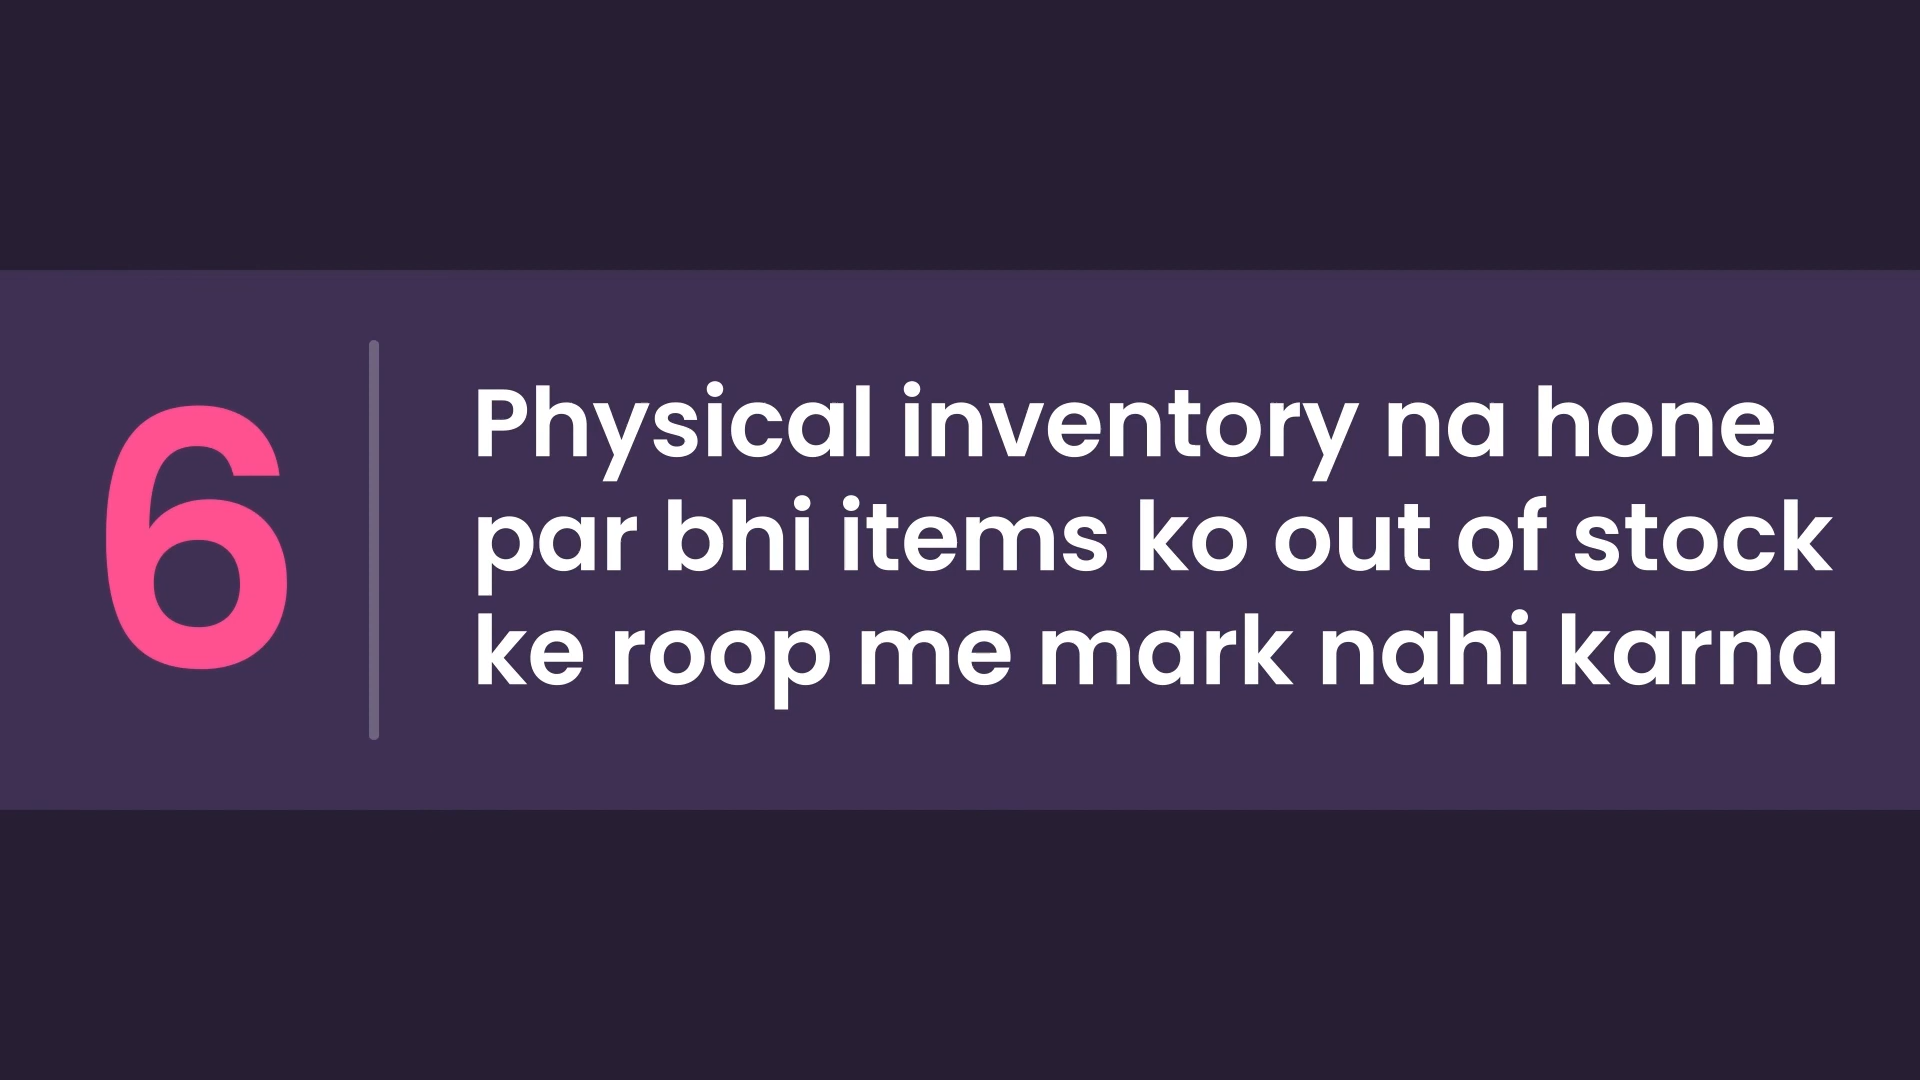 6
Physical inventory na hone
par bhi items ko out of stock
ke roop me mark nahi karna